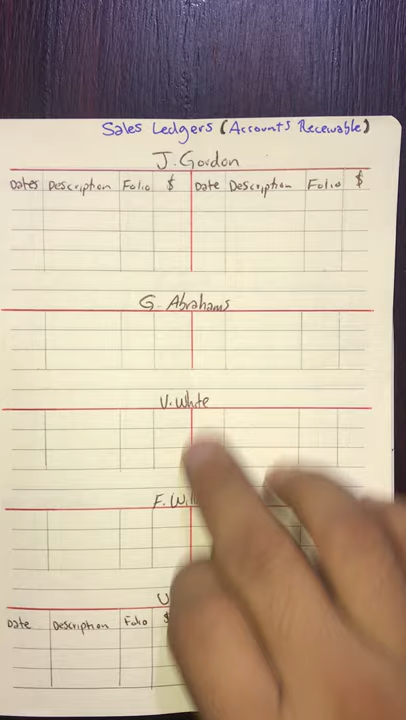 Sales Ledgers (Accounts Receivable)
J. Gordon
Dates Description Folio $ Date Description Folio $
G. Abrahams
V. White
F.
Date Description Folio $